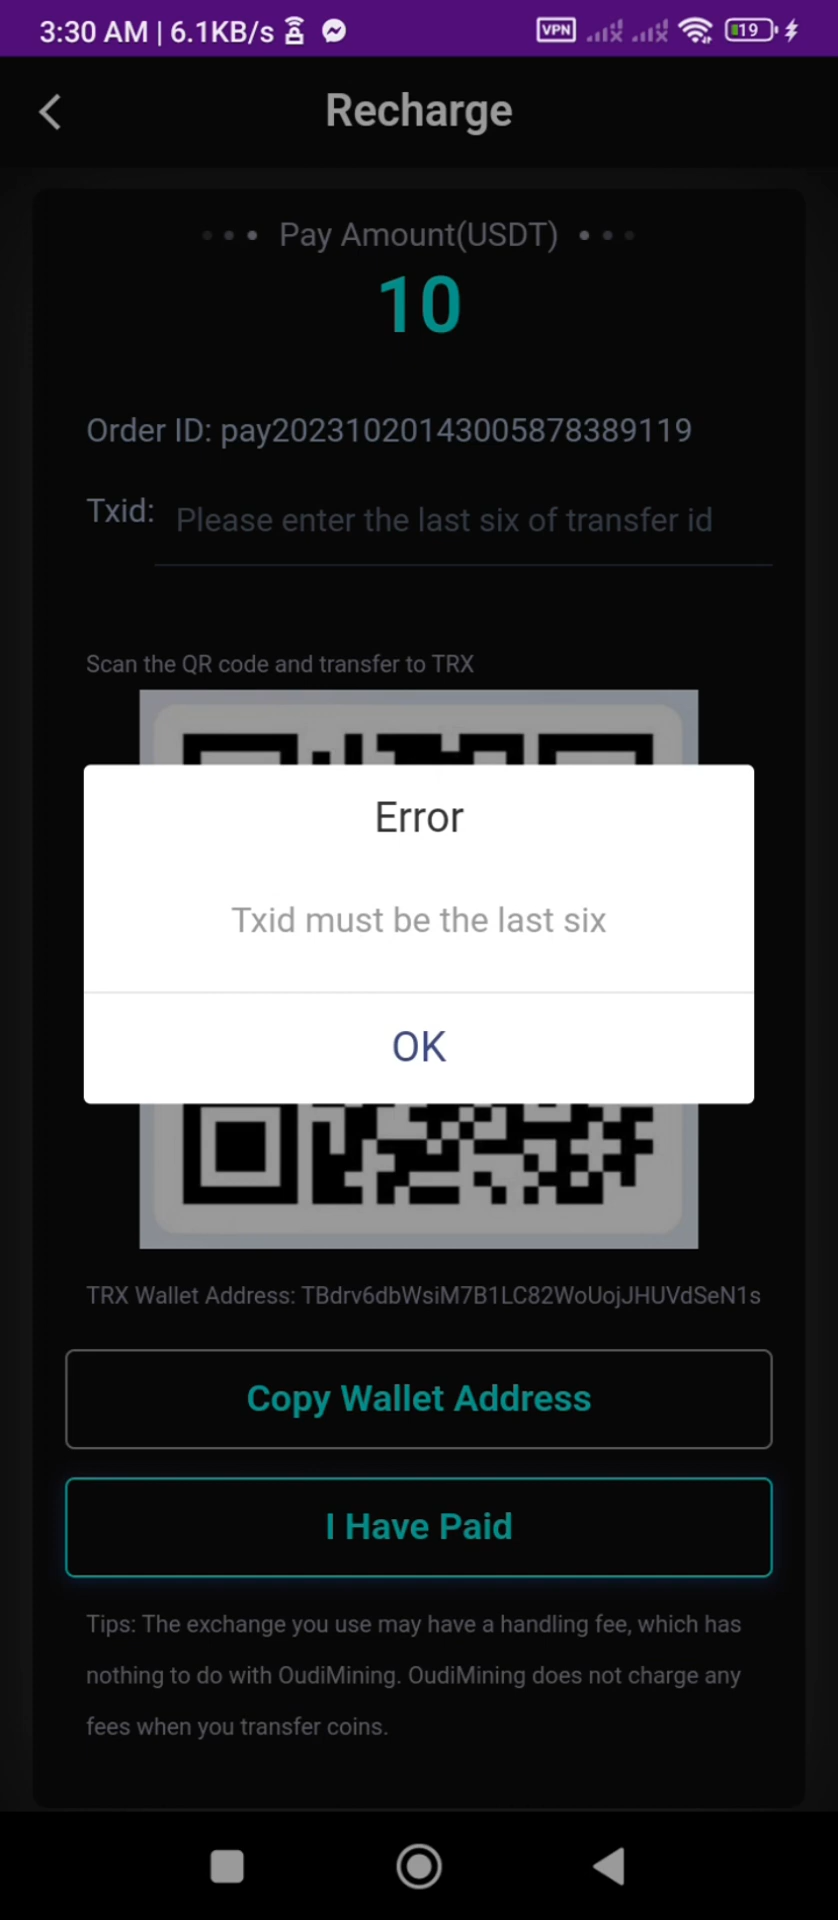 3:30 AM | 6.1KB/s
VPN
19
Recharge
Pay Amount(USDT)
10
Order ID: pay20231020143005878389119
Txid: Please enter the last six of transfer id
Scan the QR code and transfer to TRX
Error
Txid must be the last six
OK
TRX Wallet Address: TBdrv6dbWsiM7B1LC82WoUojJHUVdSeN1s
Copy Wallet Address
I Have Paid
Tips: The exchange you use may have a handling fee, which has
nothing to do with OudiMining. OudiMining does not charge any
fees when you transfer coins.